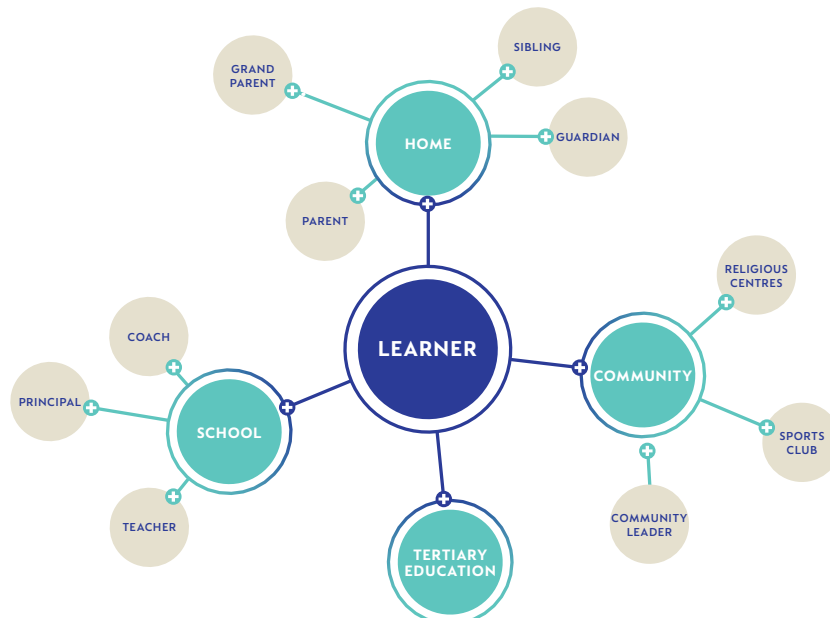 SIBLING
GRAND
PARENT
HOME
GUARDIAN
PARENT
RELIGIOUS
CENTRES
COACH
LEARNER
COMMUNITY
PRINCIPAL
SCHOOL
SPORTS
CLUB
TEACHER
COMMUNITY
LEADER
TERTIARY
EDUCATION